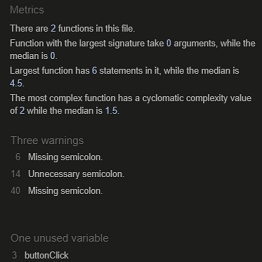 Metrics
There are 2 functions in this file.
Function with the largest signature take 0 arguments, while the
median is 0.
Largest function has 6 statements in it, while the median is
4.5.
The most complex function has a cyclomatic complexity value
of 2 while the median is 1.5.
Three warnings
6 Missing semicolon.
14 Unnecessary semicolon.
40 Missing semicolon.
One unused variable
3 buttonClick